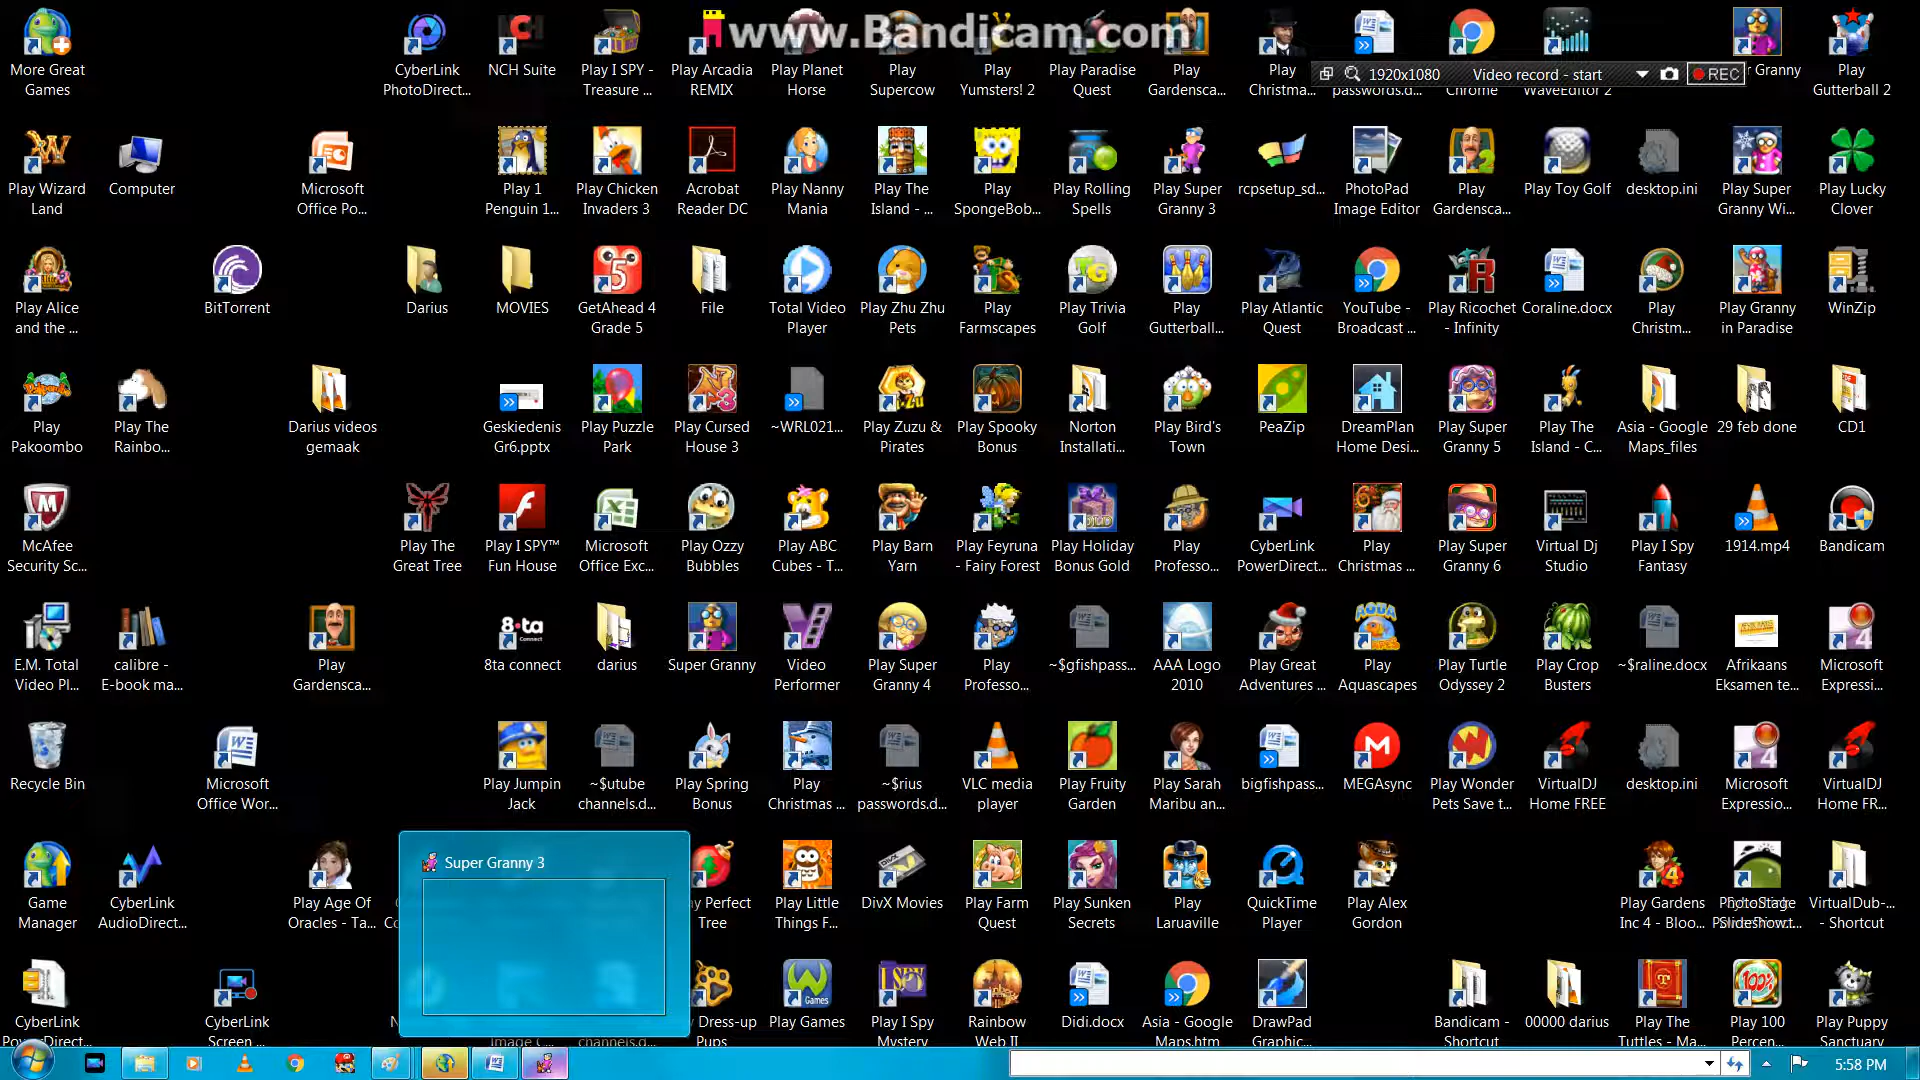 www.Bandicam.com
1920x1080
Video record - start
REC
More Great
Games
CyberLink
PhotoDirect...
NCH Suite
Play I SPY -
Treasure ...
Play Arcadia
REMIX
Play Planet
Horse
Play
Supercow
Play
Yumsters! 2
Play Paradise
Quest
Play
Gardensca...
Play
Christma...
passwords.d...
Chrome
WaveEditor 2
r Granny
Play
Gutterball 2
Play Wizard
Land
Computer
Microsoft
Office Po...
Play 1
Penguin 1...
Play Chicken
Invaders 3
Acrobat
Reader DC
Play Nanny
Mania
Play The
Island - ...
Play
SpongeBob...
Play Rolling
Spells
Play Super
Granny 3
rcpsetup_sd...
PhotoPad
Image Editor
Play
Gardensca...
Play Toy Golf
desktop.ini
Play Super
Granny Wi...
Play Lucky
Clover
Play Alice
and the ...
BitTorrent
Darius
MOVIES
GetAhead 4
Grade 5
File
Total Video
Player
Play Zhu Zhu
Pets
Play
Farmscapes
Play Trivia
Golf
Play
Gutterball...
Play Atlantic
Quest
YouTube -
Broadcast ...
Play Ricochet
- Infinity
Coraline.docx
Play
Christm...
Play Granny
in Paradise
WinZip
Play
Pakoombo
Play The
Rainbo...
Darius videos
gemaak
Geskiedenis
Gr6.pptx
Play Puzzle
Park
Play Cursed
House 3
~WRL021...
Play Zuzu &
Pirates
Play Spooky
Bonus
Norton
Installati...
Play Bird's
Town
PeaZip
DreamPlan
Home Desi...
Play Super
Granny 5
Play The
Island - C...
Asia - Google
Maps_files
29 feb done
CD1
McAfee
Security Sc...
Play The
Great Tree
Play I SPY™
Fun House
Microsoft
Office Exc...
Play Ozzy
Bubbles
Play ABC
Cubes - T...
Play Barn
Yarn
Play Feyruna
- Fairy Forest
Play Holiday
Bonus Gold
Play
Professo...
CyberLink
PowerDirect...
Play
Christmas ...
Play Super
Granny 6
Virtual Dj
Studio
Play I Spy
Fantasy
1914.mp4
Bandicam
E.M. Total
Video Pl...
calibre -
E-book ma...
Play
Gardensca...
8ta connect
darius
Super Granny
Video
Performer
Play Super
Granny 4
Play
Professo...
~$gfishpass...
AAA Logo
2010
Play Great
Adventures ...
Play
Aquascapes
Play Turtle
Odyssey 2
Play Crop
Busters
~$raline.docx
Afrikaans
Eksamen te...
Microsoft
Expressi...
Recycle Bin
Microsoft
Office Wor...
Play Jumpin
Jack
~$utube
channels.d...
Play Spring
Bonus
Play
Christmas ...
~$rius
passwords.d...
VLC media
player
Play Fruity
Garden
Play Sarah
Maribu an...
bigfishpass...
MEGAsync
Play Wonder
Pets Save t...
VirtualDJ
Home FREE
desktop.ini
Microsoft
Expressio...
VirtualDJ
Home FR...
Super Granny 3
Game
Manager
CyberLink
AudioDirect...
Play Age Of
Oracles - Ta...
y Perfect
Tree
Play Little
Things F...
DivX Movies
Play Farm
Quest
Play Sunken
Secrets
Play
Laruaville
QuickTime
Player
Play Alex
Gordon
Play Gardens
Inc 4 - Bloo...
VirtualDub-...
- Shortcut
CyberLink
PowerDirect...
CyberLink
Screen ...
Dress-up
Pups
Play Games
Play I Spy
Mystery
Rainbow
Web II
Didi.docx
Asia - Google
Maps.htm
DrawPad
Graphic...
Bandicam -
Shortcut
00000 darius
Play The
Tuttles - Ma...
Play 100
Percen...
Play Puppy
Sanctuary
5:58 PM